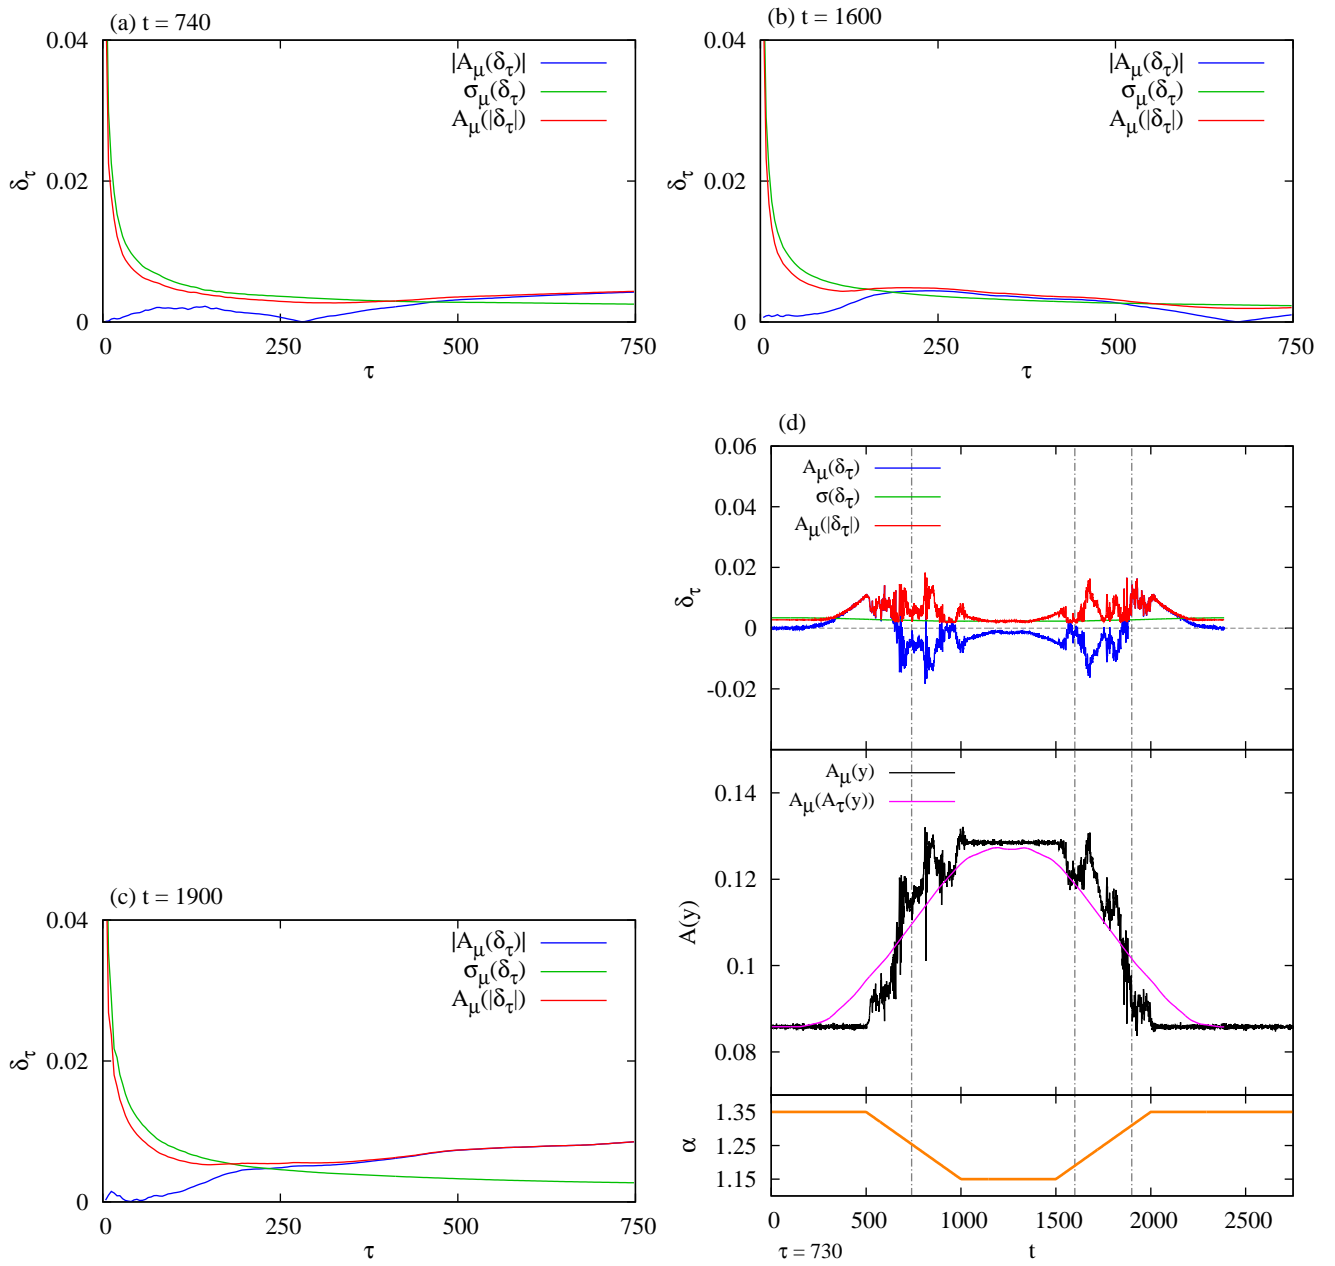 (a) t = 740
0.04
0.02
0
δτ
|Aμ(δτ)|
σμ(δτ)
Aμ(|δτ|)
0 250 500 750
τ
(b) t = 1600
0.04
0.02
0
δτ
|Aμ(δτ)|
σμ(δτ)
Aμ(|δτ|)
0 250 500 750
τ
(c) t = 1900
0.04
0.02
0
δτ
|Aμ(δτ)|
σμ(δτ)
Aμ(|δτ|)
0 250 500 750
τ
(d)
0.06
0.04
0.02
0
-0.02
δτ
Aμ(δτ)
σ(δτ)
Aμ(|δτ|)
0.14
0.12
0.1
0.08
A(y)
Aμ(y)
Aμ(Aτ(y))
1.35
1.25
1.15
α
0 500 1000 1500 2000 2500
τ = 730 t